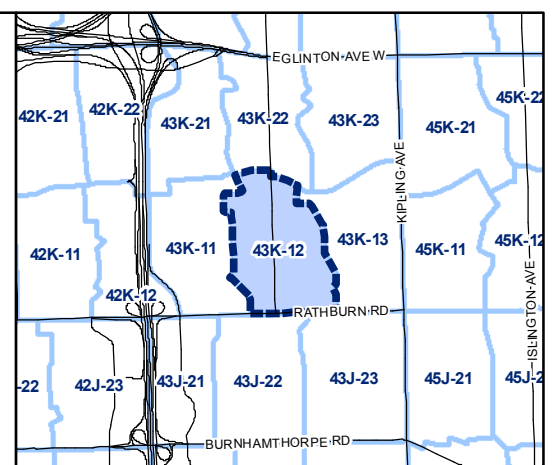 EGLINTON AVE W
42K-21
42K-22
43K-21
43K-22
43K-23
45K-21
45K-22
KIPLING AVE
42K-11
42K-12
43K-11
43K-12
43K-13
45K-11
45K-12
ISLINGTON AVE
RATHBURN RD
-22
42J-23
43J-21
43J-22
43J-23
45J-21
45J-2
BURNHAMTHORPE RD